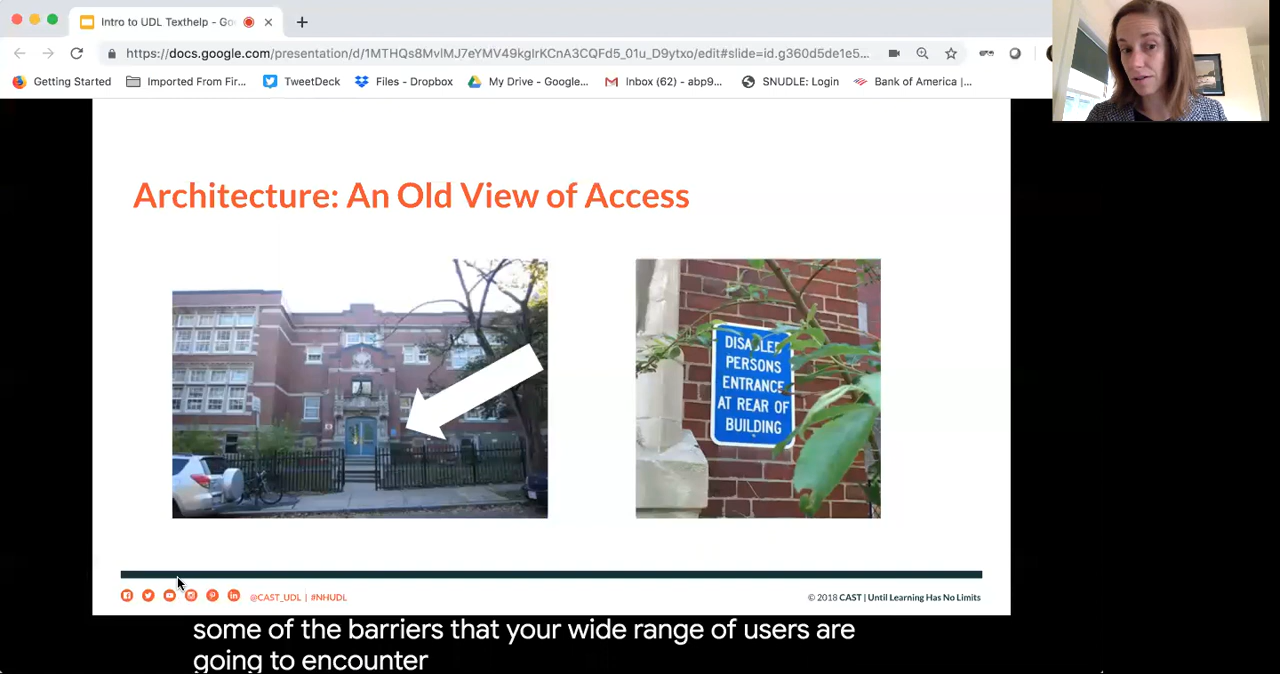 Intro to UDL Texthelp - Go
https://docs.google.com/presentation/d/1MTHQs8MvlMJ7eYMV49kglrKCnA3CQFd5_01u_D9ytxo/edit#slide=id.g360d5de1e5...
Getting Started
Imported From Fir...
TweetDeck
Files - Dropbox
My Drive - Google...
Inbox (62) - abp9...
SNUDLE: Login
Bank of America |...
Architecture: An Old View of Access
DISABLED
PERSONS
ENTRANCE
AT REAR OF
BUILDING
@CAST_UDL | #NHUDL
© 2018 CAST | Until Learning Has No Limits
some of the barriers that your wide range of users are
going to encounter